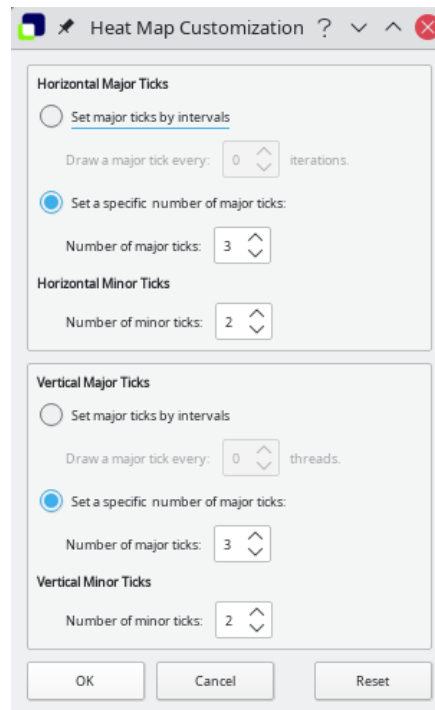 Heat Map Customization ?
Horizontal Major Ticks
Set major ticks by intervals
Draw a major tick every: 0 iterations.
Set a specific number of major ticks:
Number of major ticks: 3
Horizontal Minor Ticks
Number of minor ticks: 2
Vertical Major Ticks
Set major ticks by intervals
Draw a major tick every: 0 threads.
Set a specific number of major ticks:
Number of major ticks: 3
Vertical Minor Ticks
Number of minor ticks: 2
OK Cancel Reset